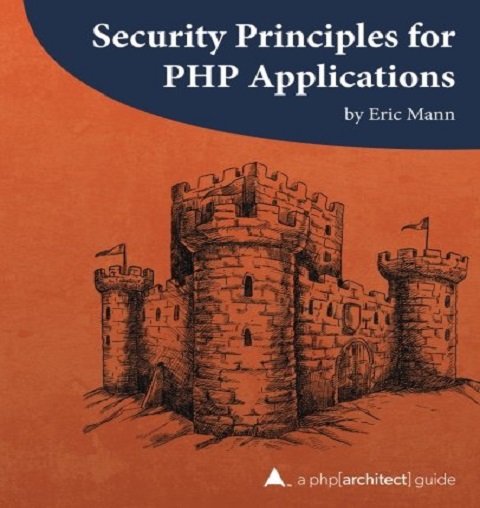 Security Principles for
PHP Applications
by Eric Mann
a php[architect] guide